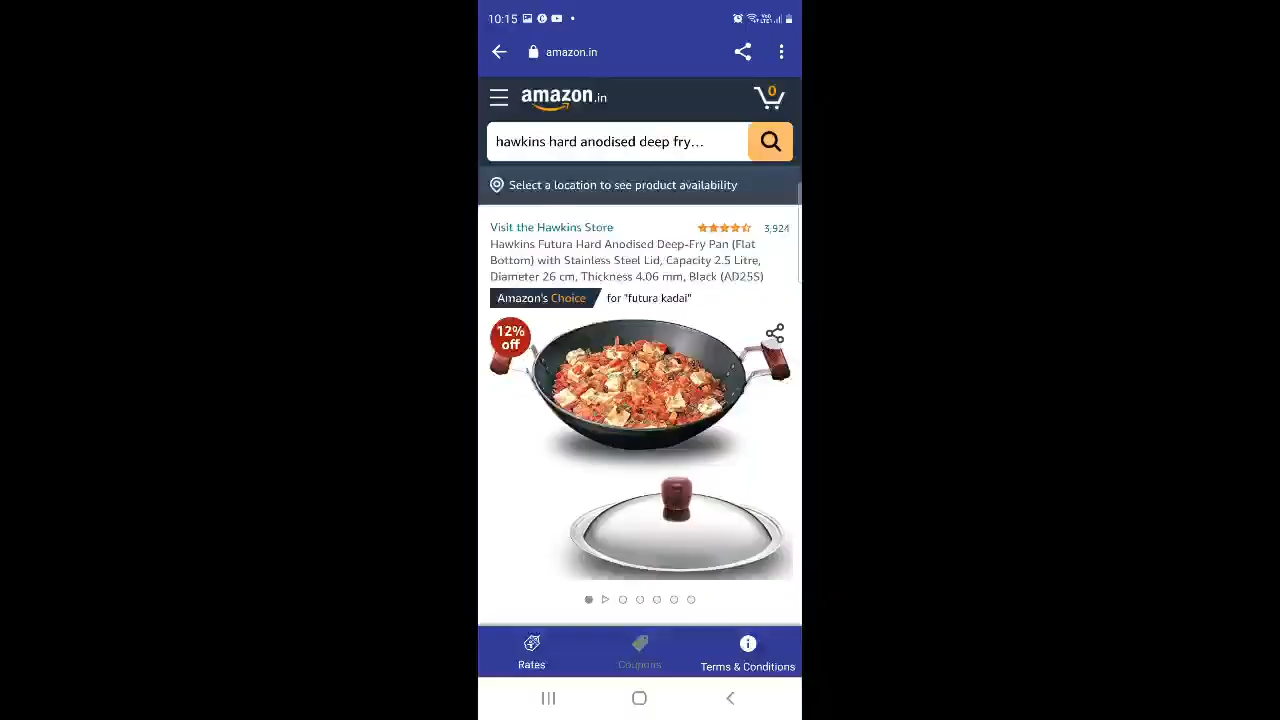 10:15
amazon.in
amazon.in
0
hawkins hard anodised deep fry...
Select a location to see product availability
Visit the Hawkins Store 3,924
Hawkins Futura Hard Anodised Deep-Fry Pan (Flat
Bottom) with Stainless Steel Lid, Capacity 2.5 Litre,
Diameter 26 cm, Thickness 4.06 mm, Black (AD25S)
Amazon's Choice for "futura kadai"
12%
off
Rates Coupons Terms & Conditions